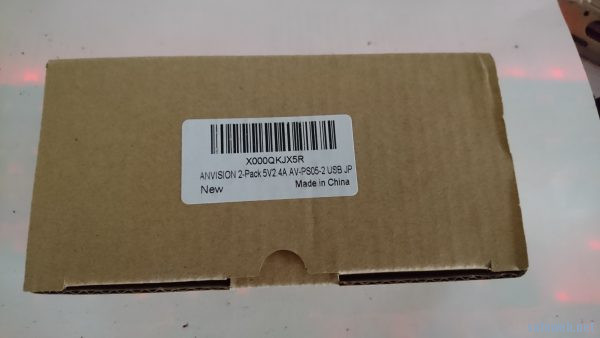 X000QKJX5R
ANVISION 2-Pack 5V2.4A AV-PS05-2 USB JP
New
Made in China